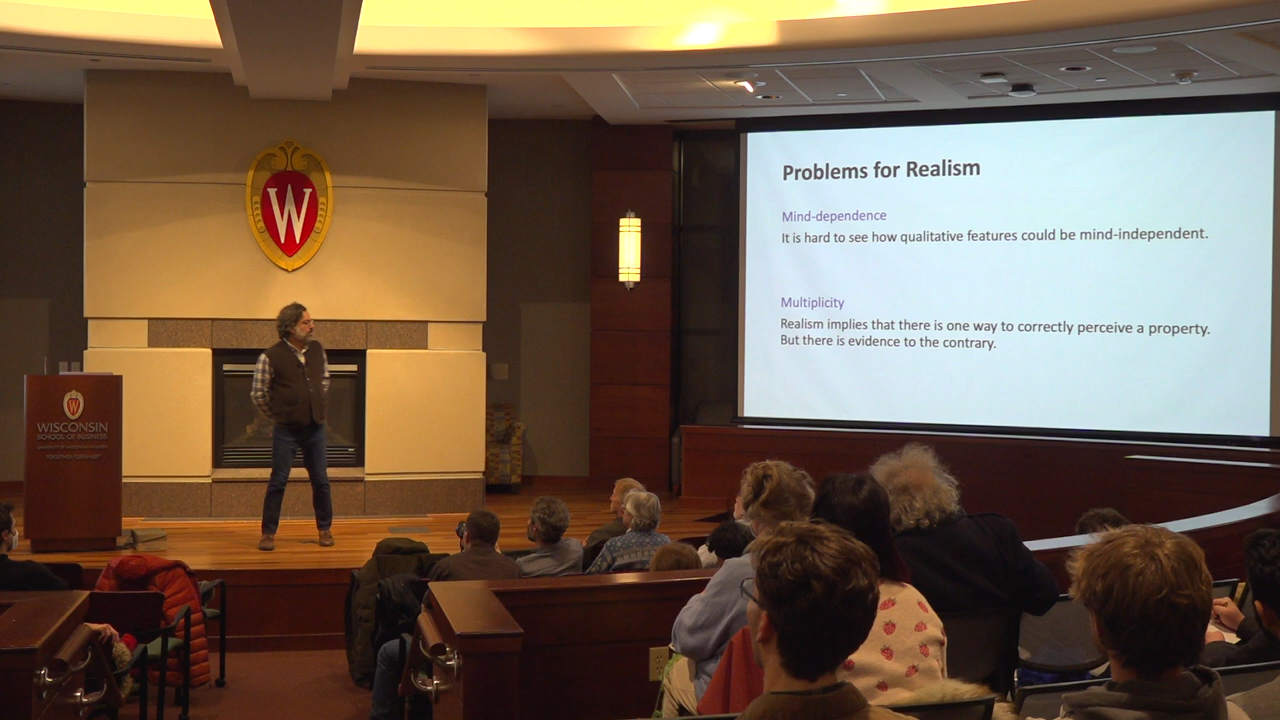 W
Problems for Realism
Mind-dependence
It is hard to see how qualitative features could be mind-independent.
Multiplicity
Realism implies that there is one way to correctly perceive a property.
But there is evidence to the contrary.
W
WISCONSIN
SCHOOL OF BUSINESS